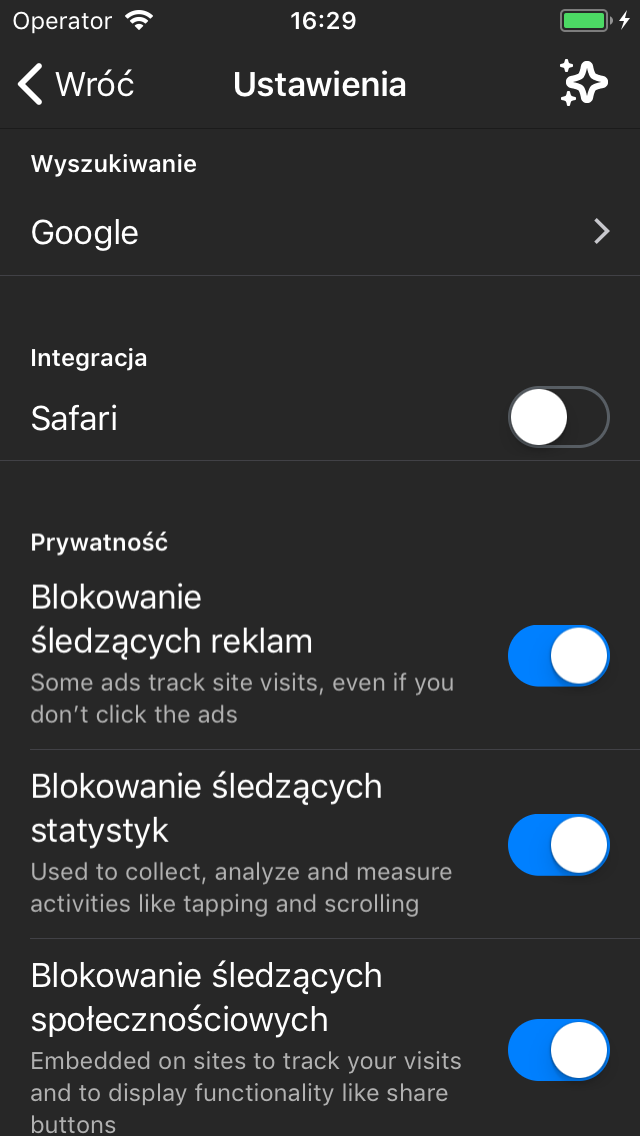 Operator
16:29
Wróć
Ustawienia
Wyszukiwanie
Google
Integracja
Safari
Prywatność
Blokowanie
śledzących reklam
Some ads track site visits, even if you
don’t click the ads
Blokowanie śledzących
statystyk
Used to collect, analyze and measure
activities like tapping and scrolling
Blokowanie śledzących
społecznościowych
Embedded on sites to track your visits
and to display functionality like share
buttons